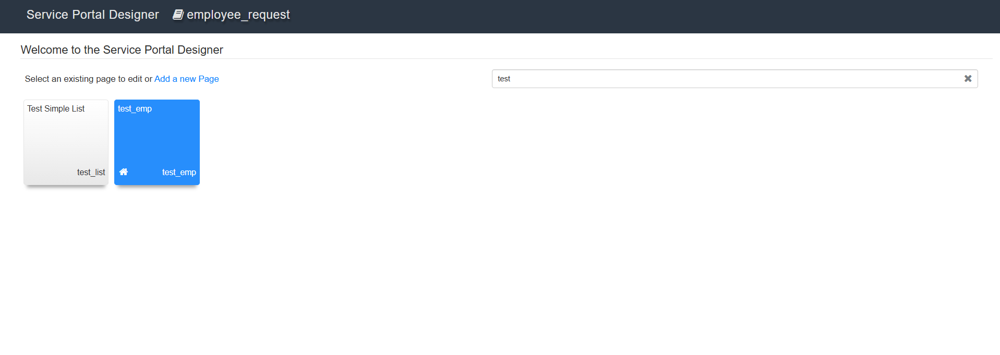 Service Portal Designer employee_request
Welcome to the Service Portal Designer
Select an existing page to edit or Add a new Page
test
Test Simple List
test_list
test_emp
test_emp